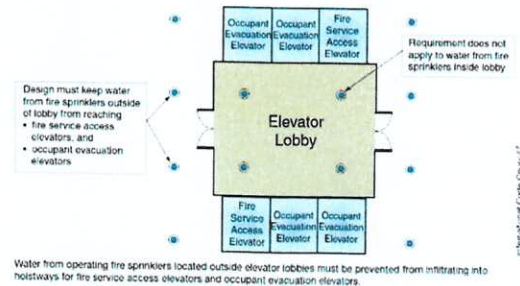 Occupant
Evacuation
Elevator
Occupant
Evacuation
Elevator
Fire
Service
Access
Elevator
Requirement does not
apply to water from fire
sprinklers inside lobby
Design must keep water
from fire sprinklers outside
of lobby from reaching
• fire service access
elevators, and
• occupant evacuation
elevators
Elevator
Lobby
Fire
Service
Access
Elevator
Occupant
Evacuation
Elevator
Occupant
Evacuation
Elevator
Water from operating fire sprinklers located outside elevator lobbies must be prevented from infiltrating into
hoistways for fire service access elevators and occupant evacuation elevators.